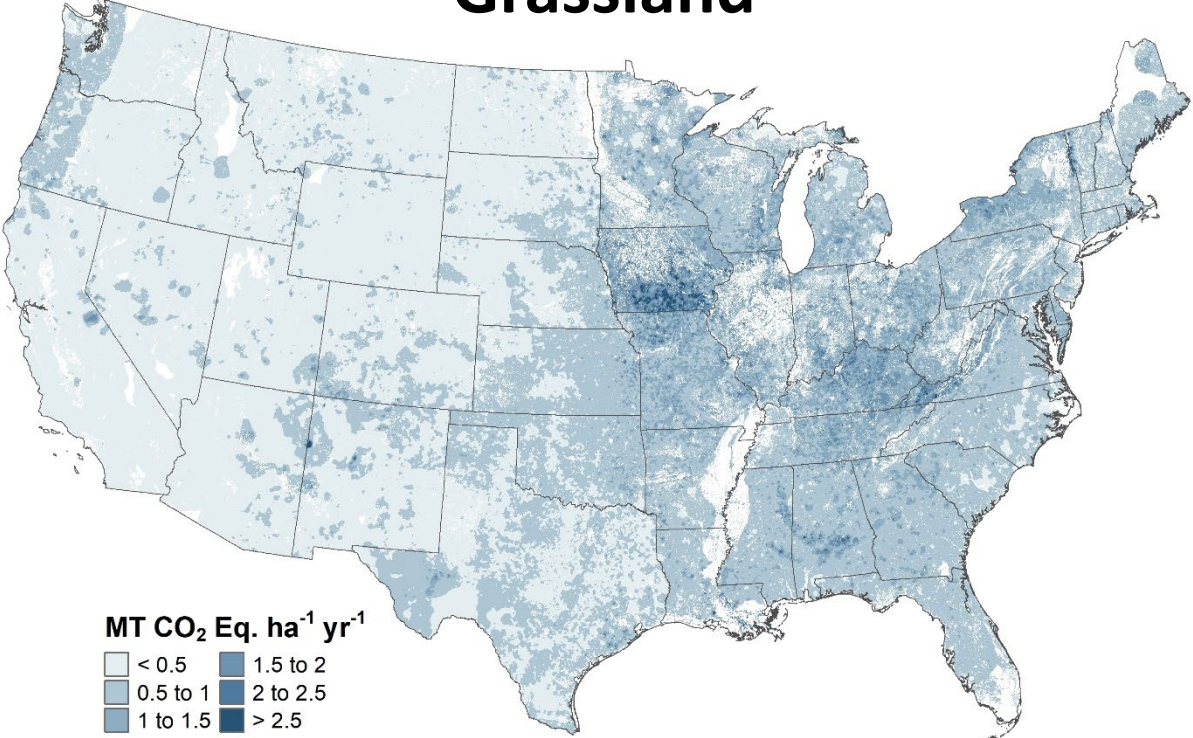 Grassland
MT CO₂ Eq. ha⁻¹ yr⁻¹
< 0.5
1.5 to 2
0.5 to 1
2 to 2.5
1 to 1.5
> 2.5